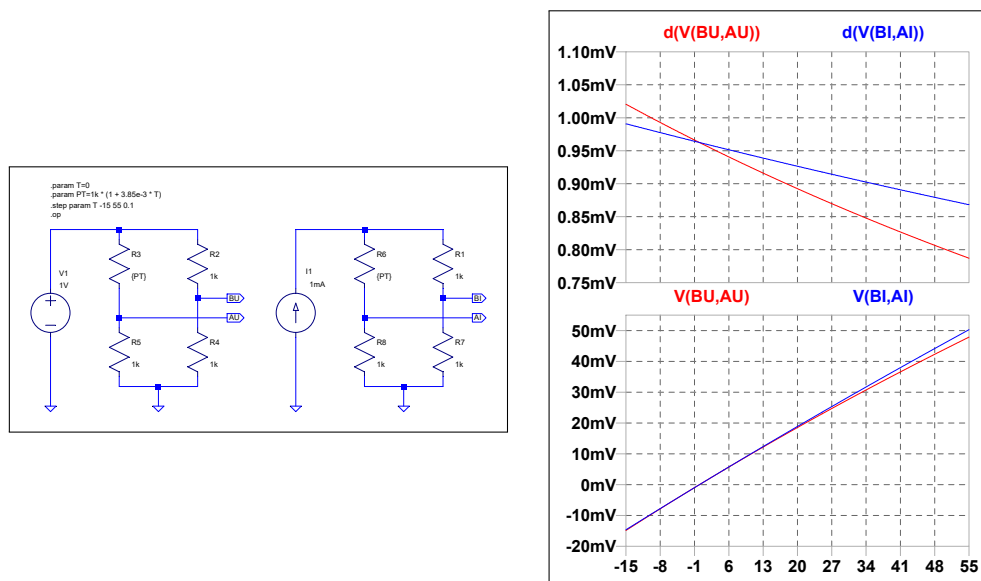 .param T=0
.param PT=1k * (1 + 3.85e-3 * T)
.step param T -15 55 0.1
.op
V1
1V
R3
{PT}
R2
1k
R5
1k
R4
1k
BU
AU
I1
1mA
R6
{PT}
R1
1k
R8
1k
R7
1k
BI
AI
d(V(BU,AU)) d(V(BI,AI))
1.10mV
1.05mV
1.00mV
0.95mV
0.90mV
0.85mV
0.80mV
0.75mV
V(BU,AU) V(BI,AI)
50mV
40mV
30mV
20mV
10mV
0mV
-10mV
-20mV
-15 -8 -1 6 13 20 27 34 41 48 55